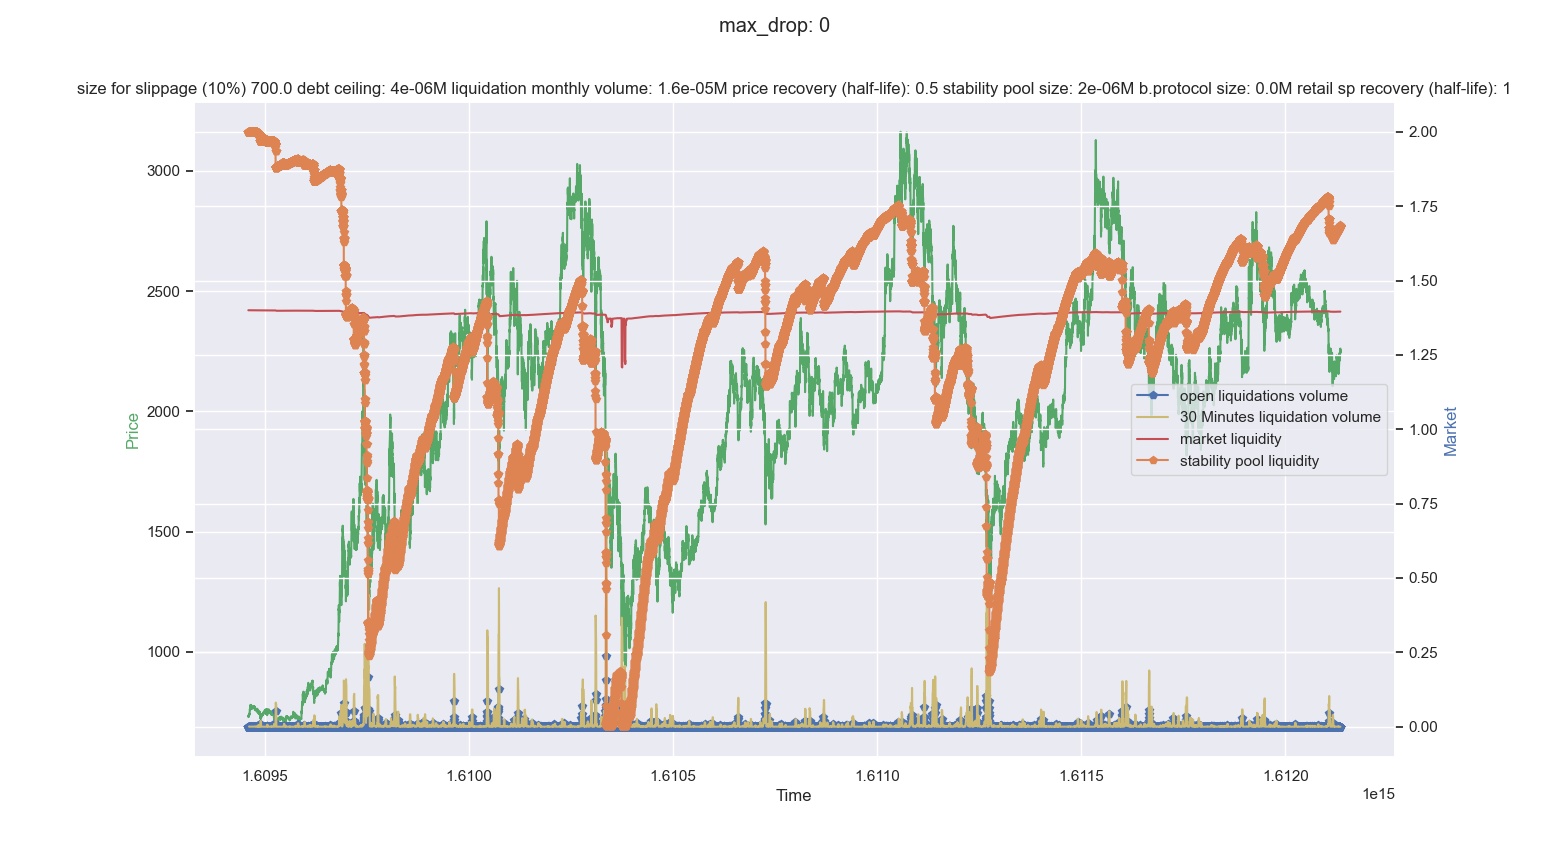 max_drop: 0
size for slippage (10%) 700.0 debt ceiling: 4e-06M liquidation monthly volume: 1.6e-05M price recovery (half-life): 0.5 stability pool size: 2e-06M b.protocol size: 0.0M retail sp recovery (half-life): 1
3000
2500
2000
1500
1000
Price
2.00
1.75
1.50
1.25
1.00
0.75
0.50
0.25
0.00
Market
open liquidations volume
30 Minutes liquidation volume
market liquidity
stability pool liquidity
1.6095
1.6100
1.6105
1.6110
1.6115
1.6120
Time
1e15